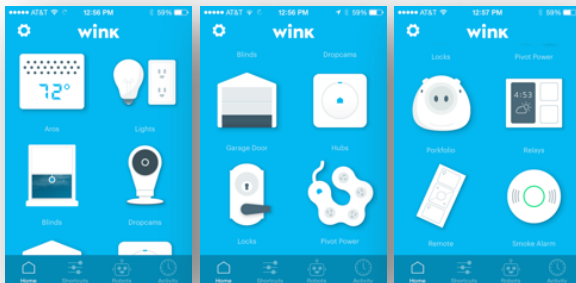 AT&T 12:56 PM 59%
wink
72°
Aros Lights
Blinds Dropcams
Home Shortcuts Robots Activity
AT&T 12:56 PM 59%
wink
Blinds Dropcams
Garage Door Hubs
Locks Pivot Power
Home Shortcuts Robots Activity
AT&T 12:57 PM 58%
wink
Locks Pivot Power
4:53
Porkfolio Relays
Remote Smoke Alarm
Home Shortcuts Robots Activity